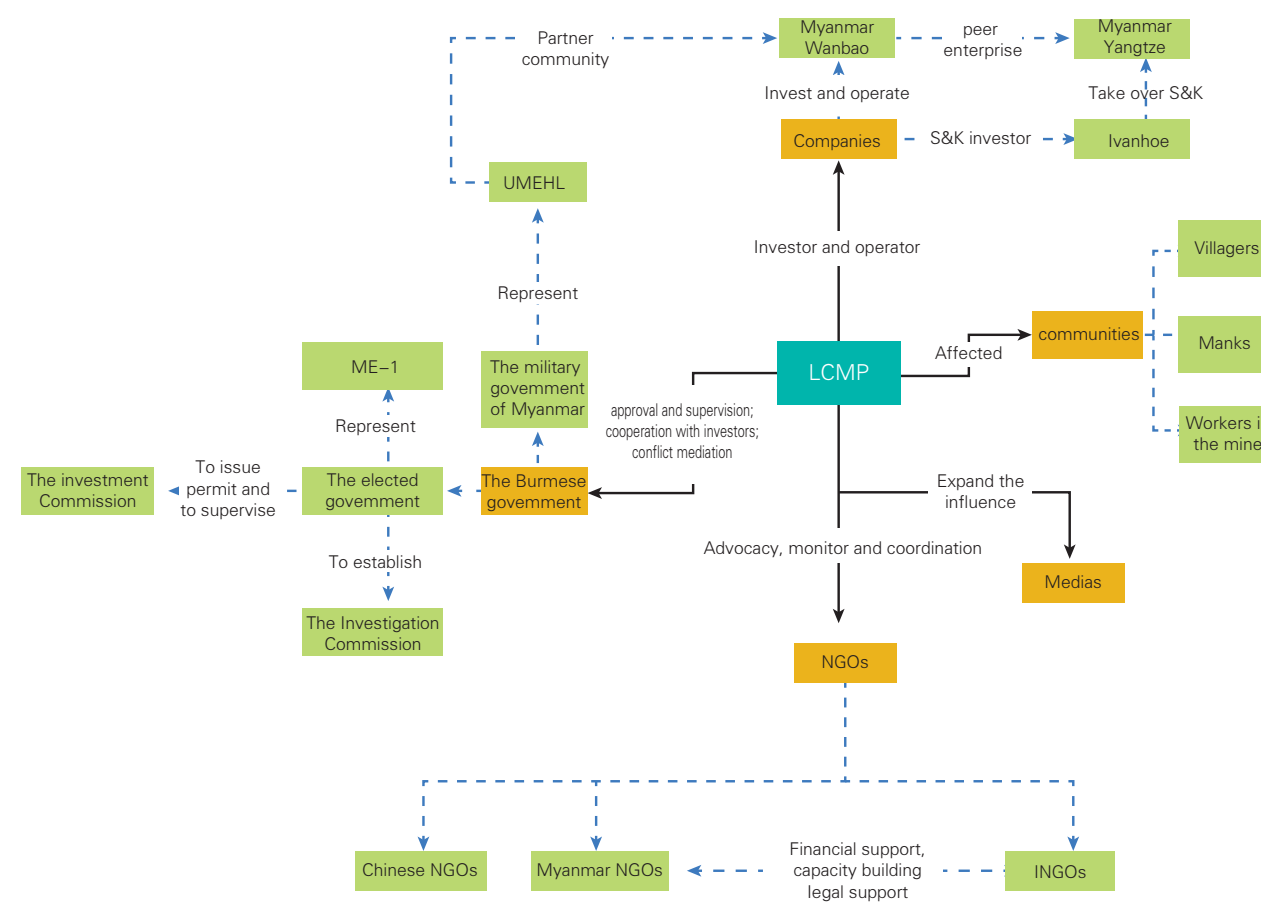 Partner
community
Myanmar
Wanbao
peer
enterprise
Myanmar
Yangtze
Invest and operate
Take over S&K
Companies
S&K investor
Ivanhoe
UMEHL
Investor and operator
Villagers
Represent
communities
Manks
Affected
ME–1
The military
government
of Myanmar
LCMP
approval and supervision;
cooperation with investors;
conflict mediation
Represent
Workers i
the mine
The investment
Commission
To issue
permit and
to supervise
The elected
government
The Burmese
government
Expand the
influence
Advocacy, monitor and coordination
To establish
Medias
The Investigation
Commission
NGOs
Chinese NGOs
Myanmar NGOs
Financial support,
capacity building
legal support
INGOs